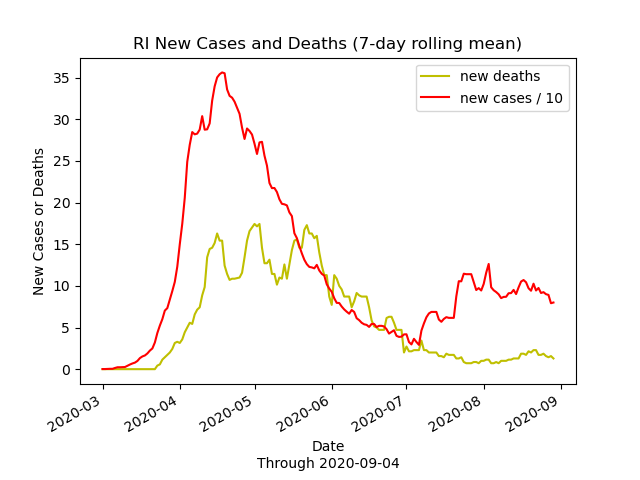 RI New Cases and Deaths (7-day rolling mean)
new deaths
new cases / 10
New Cases or Deaths
35
30
25
20
15
10
5
0
2020-03
2020-04
2020-05
2020-06
2020-07
2020-08
2020-09
Date
Through 2020-09-04